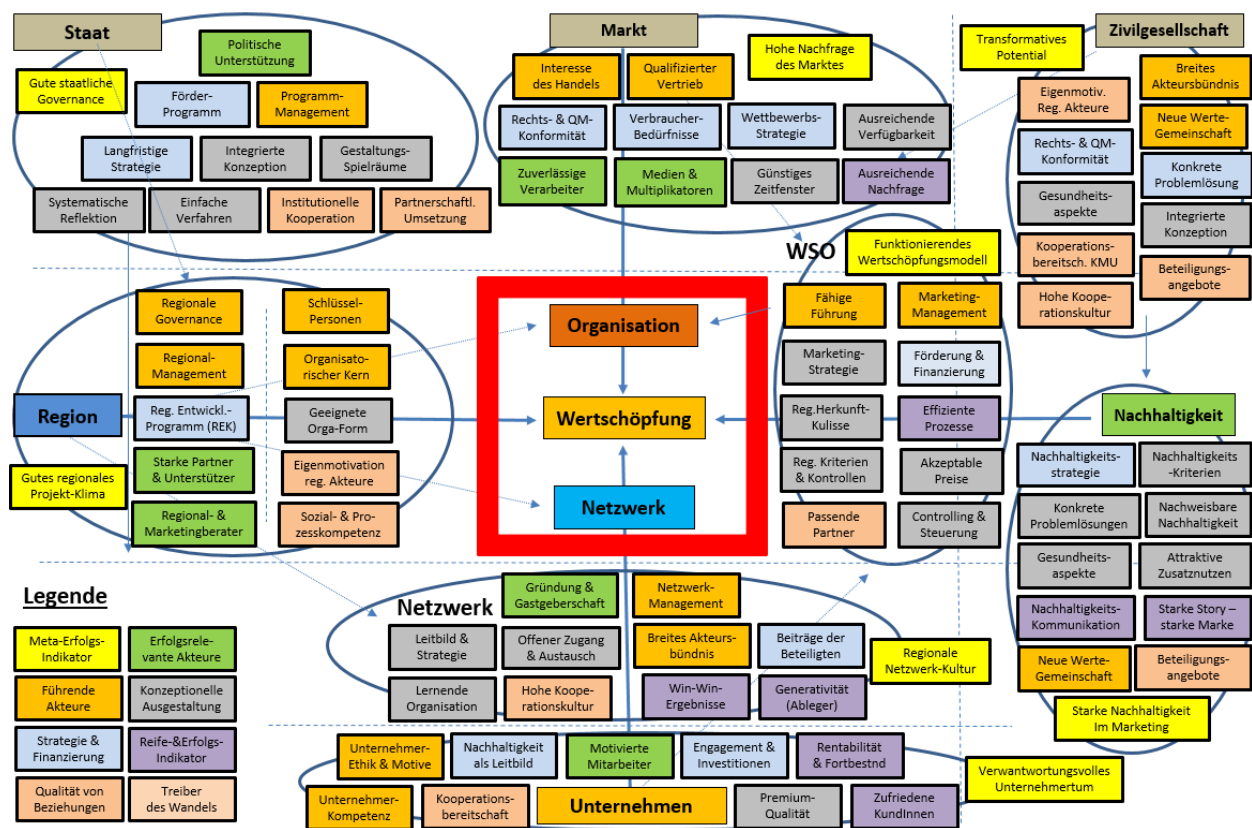 Staat
Politische
Unterstützung
Gute staatliche
Governance
Förder-
Programm
Programm-
Management
Langfristige
Strategie
Integrierte
Konzeption
Gestaltungs-
Spielräume
Systematische
Reflektion
Einfache
Verfahren
Institutionelle
Kooperation
Partnerschaftl.
Umsetzung
Markt
Interesse
des Handels
Qualifizierter
Vertrieb
Hohe Nachfrage
des Marktes
Rechts- & QM-
Konformität
Verbraucher-
Bedürfnisse
Wettbewerbs-
Strategie
Ausreichende
Verfügbarkeit
Zuverlässige
Verarbeiter
Medien &
Multiplikatoren
Günstiges
Zeitfenster
Ausreichende
Nachfrage
Zivilgesellschaft
Transformatives
Potential
Eigenmotiv.
Reg. Akteure
Breites
Akteursbündnis
Neue Werte-
Gemeinschaft
Rechts- & QM-
Konformität
Konkrete
Problemlösung
Gesundheits-
aspekte
Integrierte
Konzeption
Kooperations-
bereitsch. KMU
Beteiligungs-
angebote
Hohe Koope-
rationskultur
WSO
Funktionierendes
Wertschöpfungsmodell
Fähige
Führung
Marketing-
Management
Marketing-
Strategie
Förderung &
Finanzierung
Reg.Herkunft-
Kulisse
Effiziente
Prozesse
Reg. Kriterien
& Kontrollen
Akzeptable
Preise
Passende
Partner
Controlling &
Steuerung
Regionale
Governance
Schlüssel-
Personen
Regional-
Management
Organisato-
rischer Kern
Region
Reg. Entwickl.-
Programm (REK)
Geeignete
Orga-Form
Gutes regionales
Projekt-Klima
Starke Partner
& Unterstützer
Eigenmotivation
reg. Akteure
Regional- &
Marketingberater
Sozial- & Pro-
zesskompetenz
Organisation
Wertschöpfung
Netzwerk
Nachhaltigkeit
Nachhaltigkeits-
strategie
Nachhaltigkeits
-Kriterien
Konkrete
Problemlösungen
Nachweisbare
Nachhaltigkeit
Gesundheits-
aspekte
Attraktive
Zusatznutzen
Nachhaltigkeits-
Kommunikation
Starke Story –
starke Marke
Neue Werte-
Gemeinschaft
Beteiligungs-
angebote
Starke Nachhaltigkeit
Im Marketing
Netzwerk
Gründung &
Gastgeberschaft
Netzwerk-
Management
Leitbild &
Strategie
Offener Zugang
& Austausch
Breites Akteurs-
bündnis
Beiträge der
Beteiligten
Regionale
Netzwerk-Kultur
Lernende
Organisation
Hohe Koope-
rationskultur
Win-Win-
Ergebnisse
Generativität
(Ableger)
Unternehmer-
Ethik & Motive
Nachhaltigkeit
als Leitbild
Motivierte
Mitarbeiter
Engagement &
Investitionen
Rentabilität
& Fortbestnd
Verwantwortungsvolles
Unternehmertum
Unternehmer-
Kompetenz
Kooperations-
bereitschaft
Unternehmen
Premium-
Qualität
Zufriedene
KundInnen
Legende
Meta-Erfolgs-
Indikator
Erfolgsrele-
vante Akteure
Führende
Akteure
Konzeptionelle
Ausgestaltung
Strategie &
Finanzierung
Reife-&Erfolgs-
Indikator
Qualität von
Beziehungen
Treiber
des Wandels